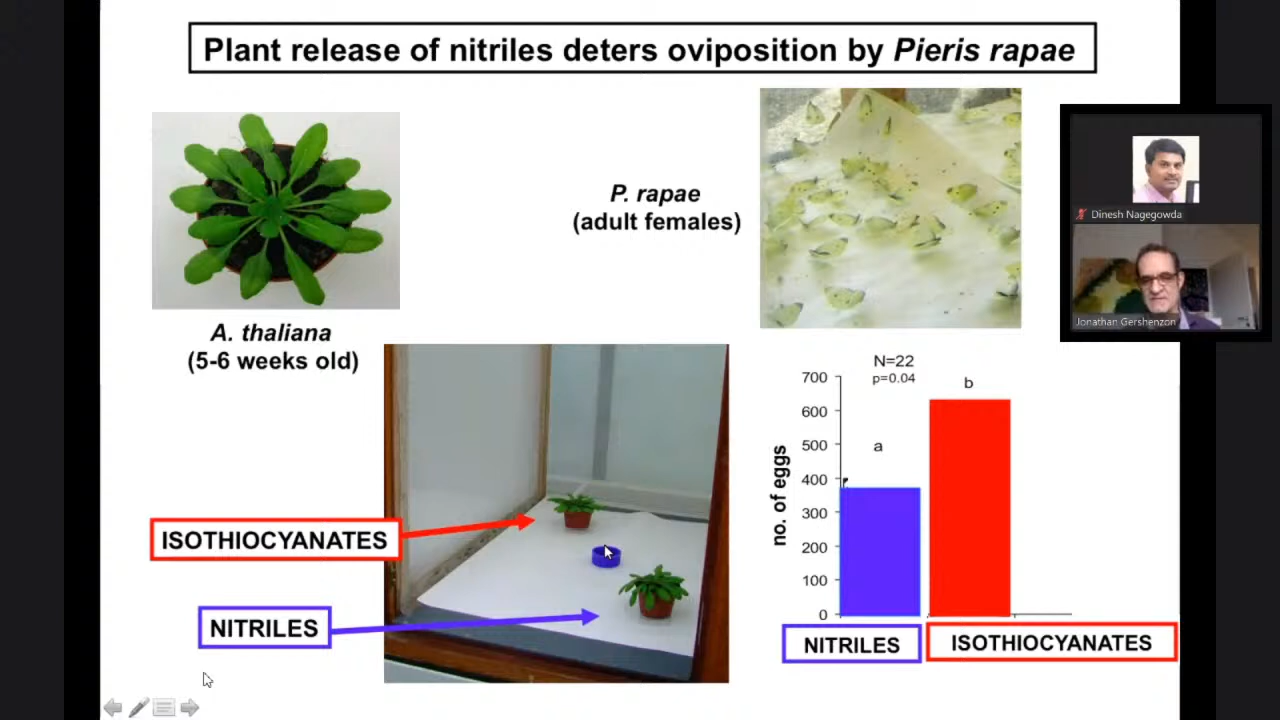 Plant release of nitriles deters oviposition by Pieris rapae
P. rapae
(adult females)
Dinesh Nagegowda
Jonathan Gershenzon
A. thaliana
(5-6 weeks old)
ISOTHIOCYANATES
NITRILES
N=22
p=0.04
700
600
500
400
300
200
100
0
no. of eggs
a
b
NITRILES
ISOTHIOCYANATES